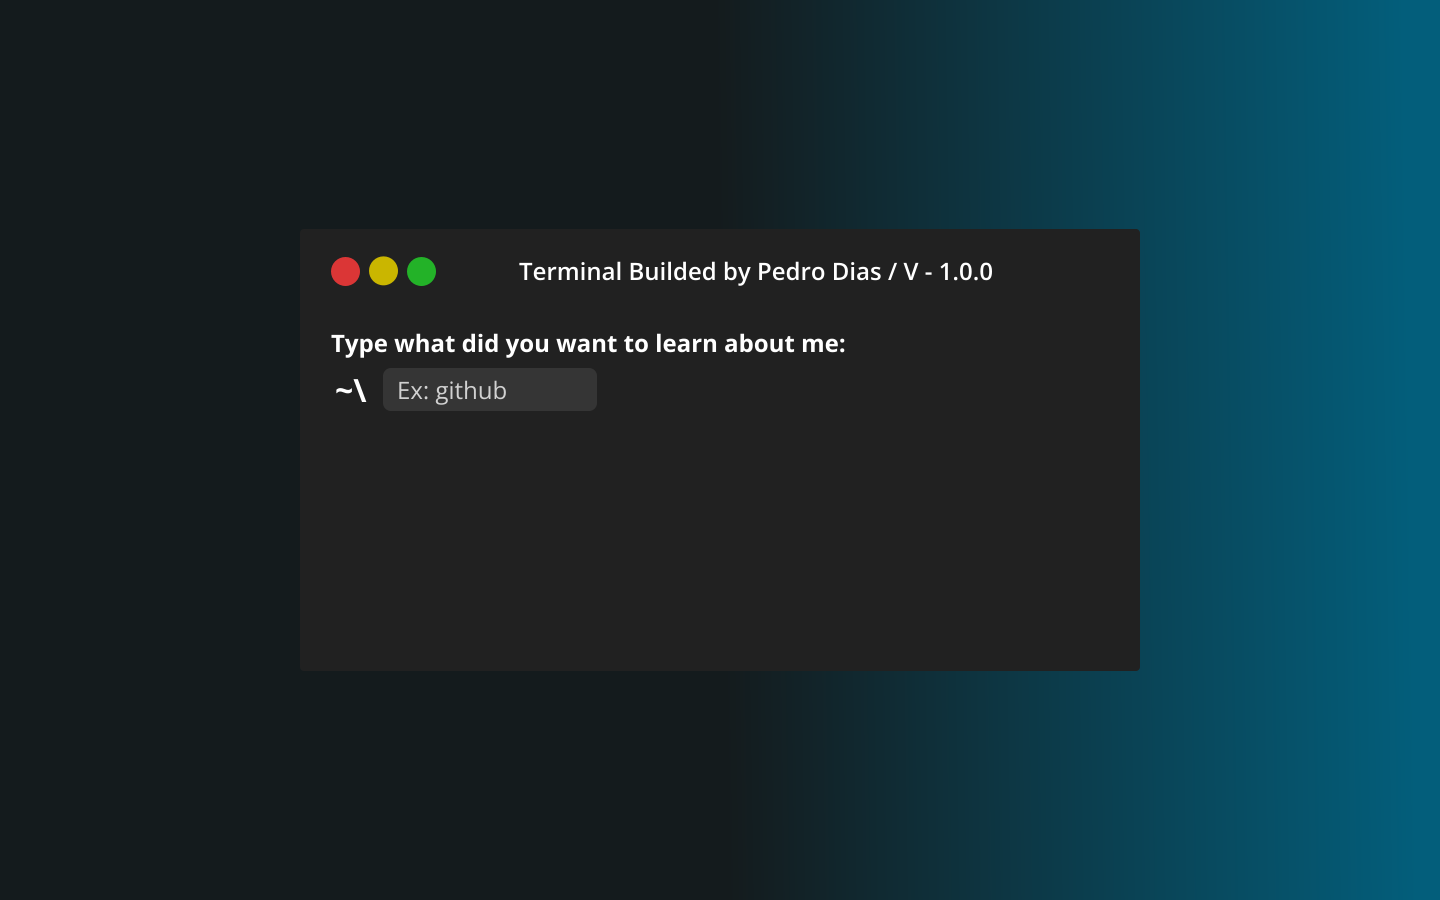 Terminal Builded by Pedro Dias / V - 1.0.0
Type what did you want to learn about me:
~\ Ex: github